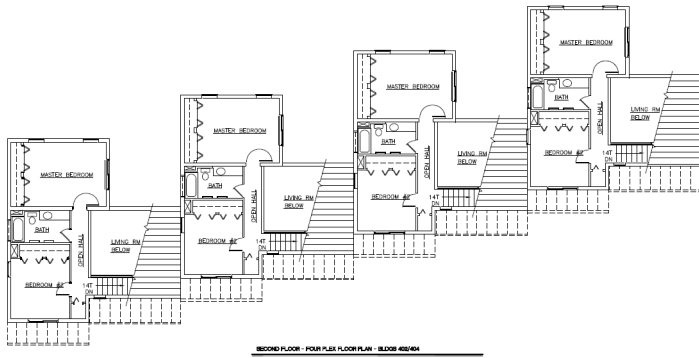 MASTER BEDROOM
BATH
OPEN HALL
LIVING RM
BELOW
BEDROOM #2
14T
DN
MASTER BEDROOM
BATH
OPEN HALL
LIVING RM
BELOW
BEDROOM #2
14T
DN
MASTER BEDROOM
BATH
OPEN HALL
LIVING RM
BELOW
BEDROOM #2
14T
DN
MASTER BEDROOM
BATH
OPEN HALL
LIVING RM
BELOW
BEDROOM #2
14T
DN
SECOND FLOOR - FOUR PLEX FLOOR PLAN - BLDGS 402/404